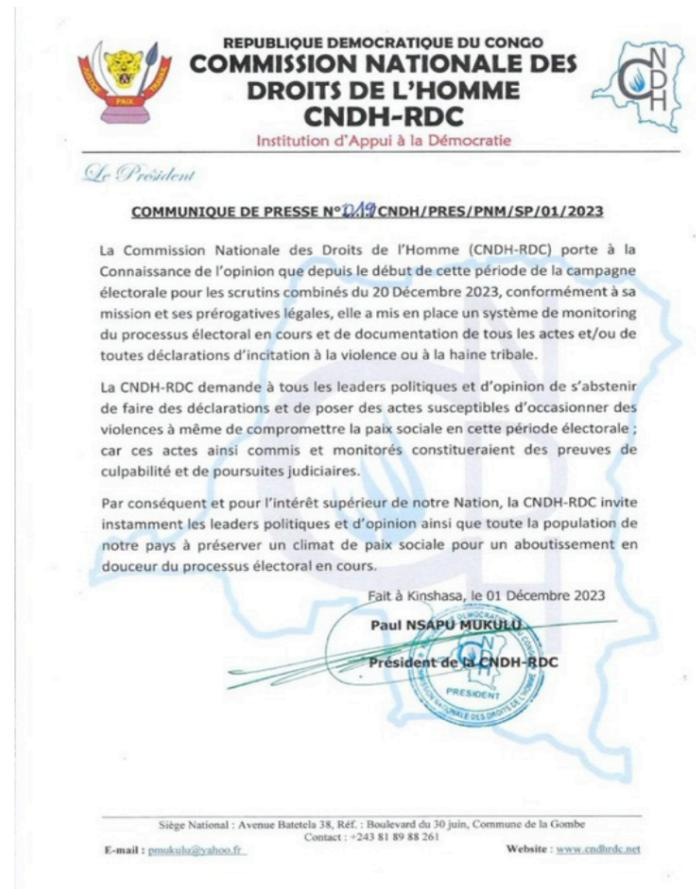 REPUBLIQUE DEMOCRATIQUE DU CONGO
COMMISSION NATIONALE DES
DROITS DE L'HOMME
CNDH-RDC
Institution d'Appui à la Démocratie
JUSTICE PAIX TRAVAIL
CNDH
Le Président
COMMUNIQUE DE PRESSE N°019/CNDH/PRES/PNM/SP/01/2023
La Commission Nationale des Droits de l'Homme (CNDH-RDC) porte à la
Connaissance de l'opinion que depuis le début de cette période de la campagne
électorale pour les scrutins combinés du 20 Décembre 2023, conformément à sa
mission et ses prérogatives légales, elle a mis en place un système de monitoring
du processus électoral en cours et de documentation de tous les actes et/ou de
toutes déclarations d'incitation à la violence ou à la haine tribale.
La CNDH-RDC demande à tous les leaders politiques et d'opinion de s'abstenir
de faire des déclarations et de poser des actes susceptibles d'occasionner des
violences à même de compromettre la paix sociale en cette période électorale ;
car ces actes ainsi commis et monitorés constitueraient des preuves de
culpabilité et de poursuites judiciaires.
Par conséquent et pour l'intérêt supérieur de notre Nation, la CNDH-RDC invite
instamment les leaders politiques et d'opinion ainsi que toute la population de
notre pays à préserver un climat de paix sociale pour un aboutissement en
douceur du processus électoral en cours.
Fait à Kinshasa, le 01 Décembre 2023
Paul NSAPU MUKULU
Président de la CNDH-RDC
PRESIDENT
COMMISSION NATIONALE DES DROITS DE L'HOMME
Siège National : Avenue Batetela 38, Réf. : Boulevard du 30 juin, Commune de la Gombe
Contact : +243 81 89 88 261
E-mail : pmukulu@yahoo.fr Website : www.cndhrdc.net